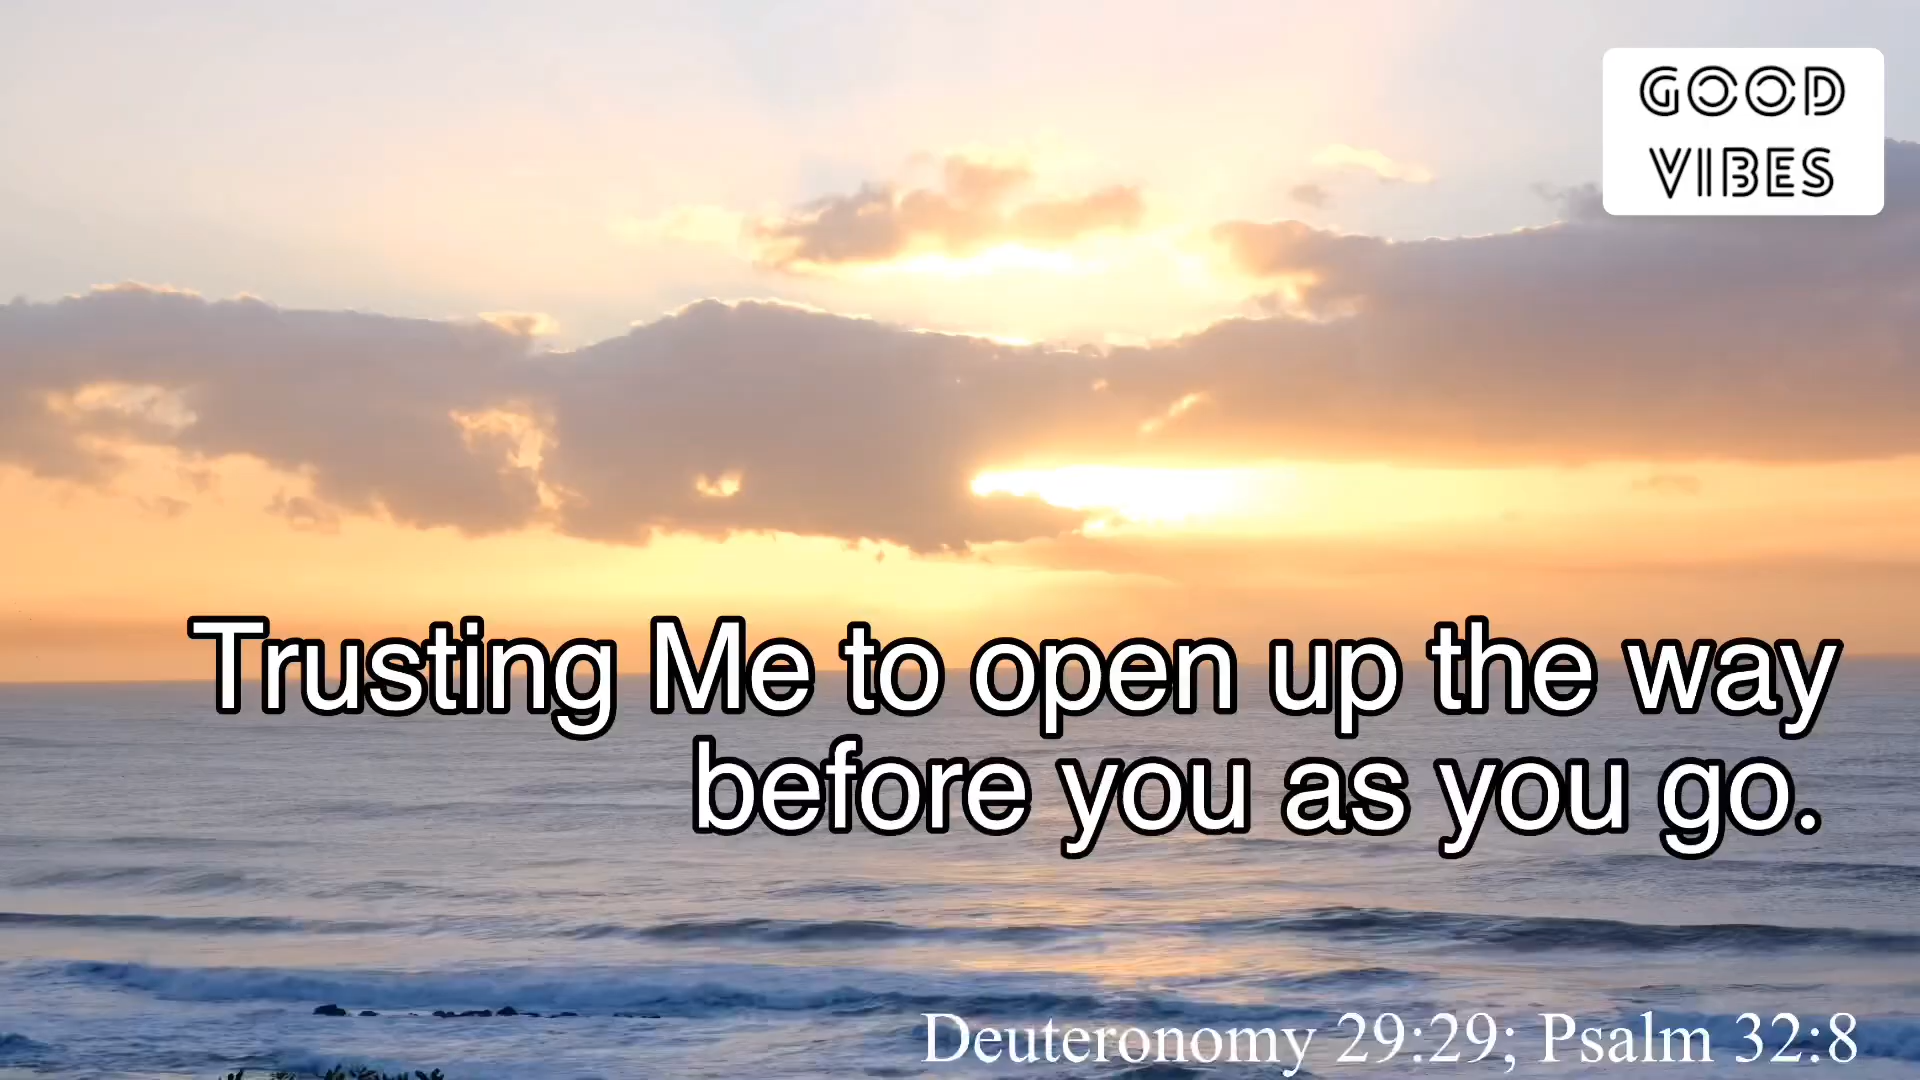 GOOD
VIBES
Trusting Me to open up the way
before you as you go.
Deuteronomy 29:29; Psalm 32:8